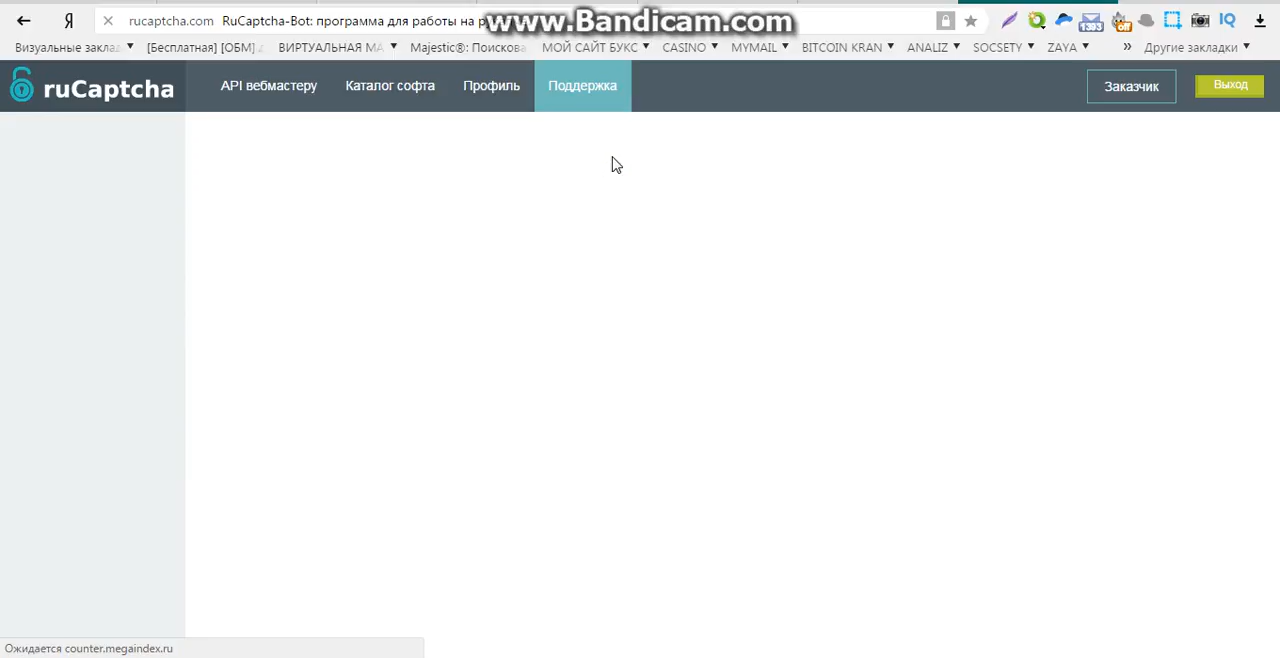 Я rucaptcha.com RuCaptcha-Bot: программа для работы на р
www.Bandicam.com
Визуальные заклад [Бесплатная] [ОБМ] ВИРТУАЛЬНАЯ МА Majestic®: Поискова МОЙ САЙТ БУКС CASINO MYMAIL BITCOIN KRAN ANALIZ SOCSETY ZAYA » Другие закладки
ruCaptcha API вебмастеру Каталог софта Профиль Поддержка Заказчик Выход
Ожидается counter.megaindex.ru